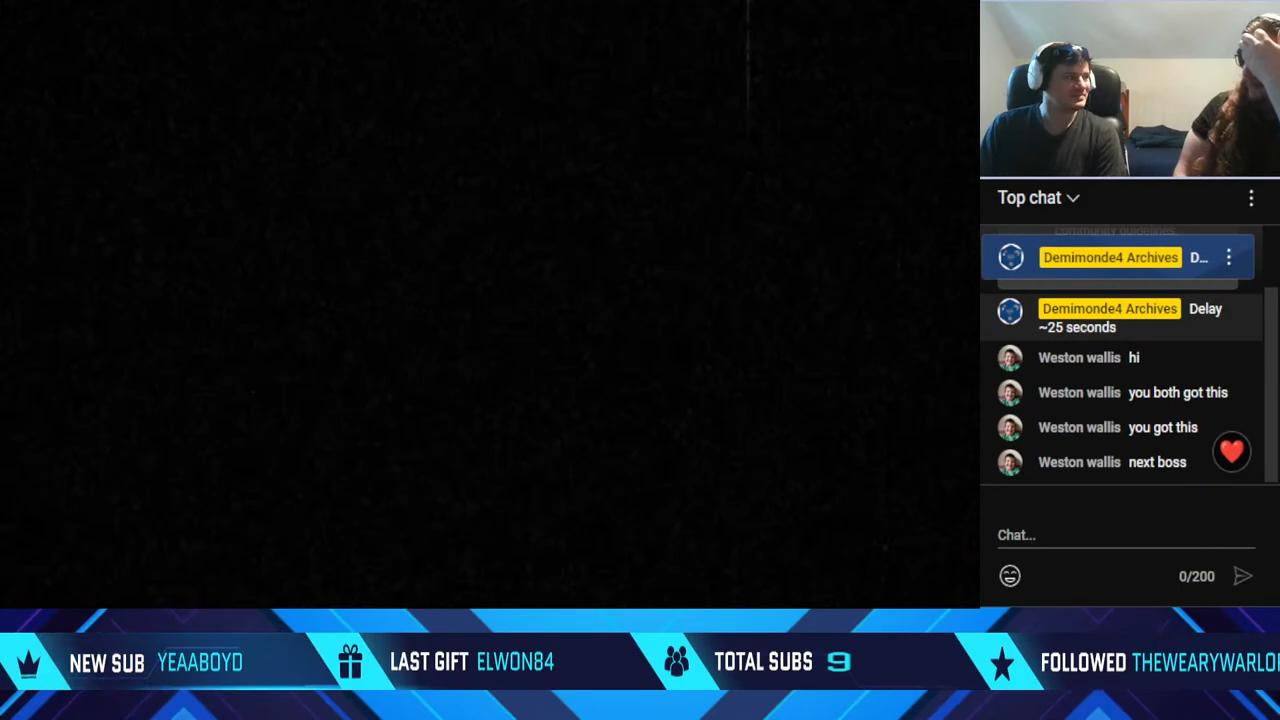 Top chat
community guidelines.
Demimonde4 Archives D...
Demimonde4 Archives Delay
~25 seconds
Weston wallis hi
Weston wallis you both got this
Weston wallis you got this
Weston wallis next boss
Chat...
0/200
NEW SUB YEAABOYD
LAST GIFT ELWON84
TOTAL SUBS 9
FOLLOWED THEWEARYWARLO